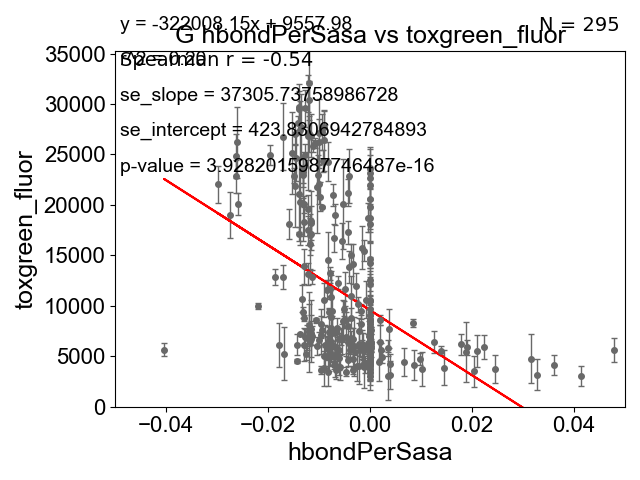 y = -322008.15x + 9557.98
N = 295
G hbondPerSasa vs toxgreen_fluor
Spearman r = -0.54
se_slope = 37305.73758986728
se_intercept = 423.8306942784893
p-value = 3.9282015987746487e-16
35000
30000
25000
20000
15000
10000
5000
0
toxgreen_fluor
−0.04
−0.02
0.00
0.02
0.04
hbondPerSasa